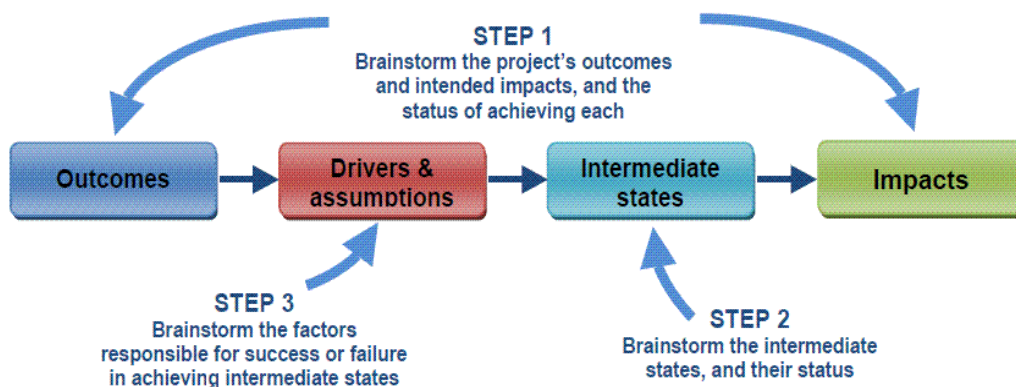 STEP 1
Brainstorm the project's outcomes
and intended impacts, and the
status of achieving each
Outcomes
Drivers &
assumptions
Intermediate
states
Impacts
STEP 3
Brainstorm the factors
responsible for success or failure
in achieving intermediate states
STEP 2
Brainstorm the intermediate
states, and their status